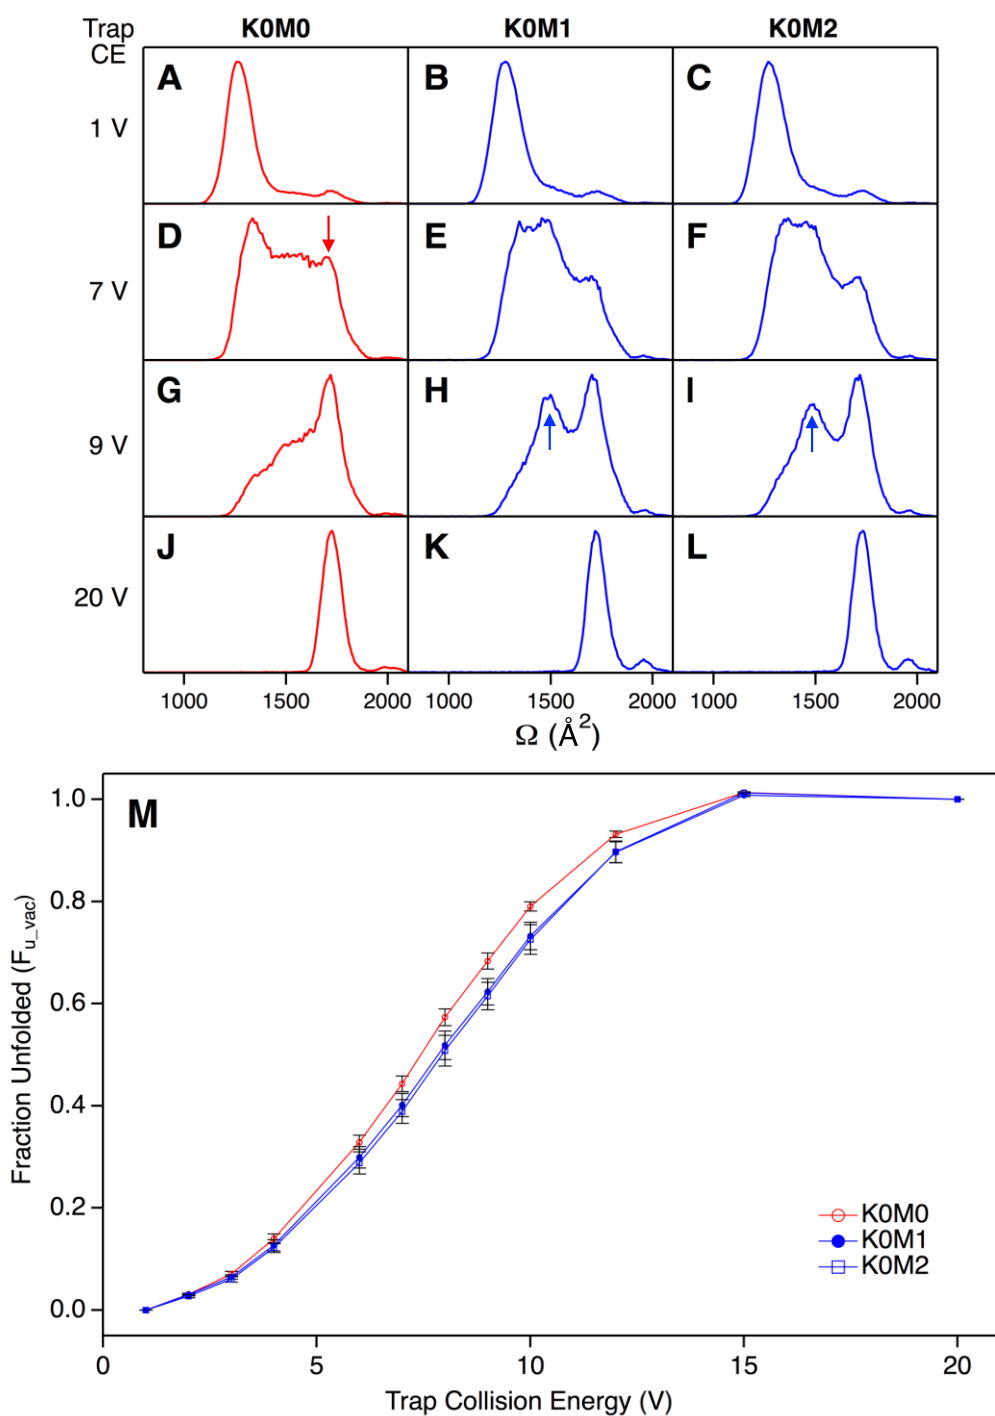 Trap CE K0M0 K0M1 K0M2
1 V A B C
7 V D E F
9 V G H I
20 V J K L
1000 1500 2000 1000 1500 2000 1000 1500 2000
Ω (Å²)
M
1.0
0.8
0.6
0.4
0.2
0.0
Fraction Unfolded (Fu_vac)
K0M0
K0M1
K0M2
0 5 10 15 20
Trap Collision Energy (V)